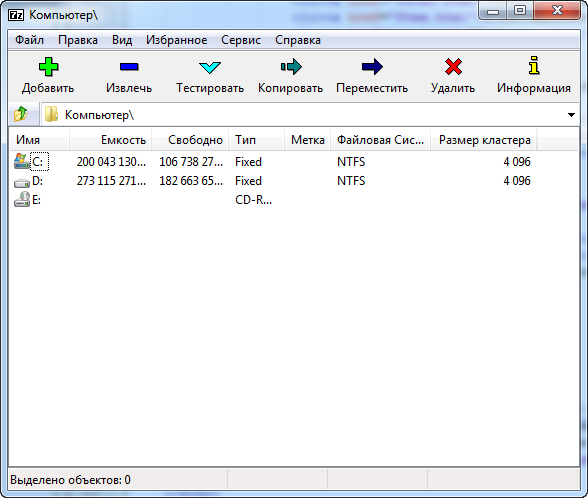 7z Компьютер\
Файл Правка Вид Избранное Сервис Справка
Добавить Извлечь Тестировать Копировать Переместить Удалить Информация
Компьютер\
Имя Емкость Свободно Тип Метка Файловая Сис... Размер кластера
C: 200 043 130... 106 738 27... Fixed NTFS 4 096
D: 273 115 271... 182 663 65... Fixed NTFS 4 096
E: CD-R...
Выделено объектов: 0